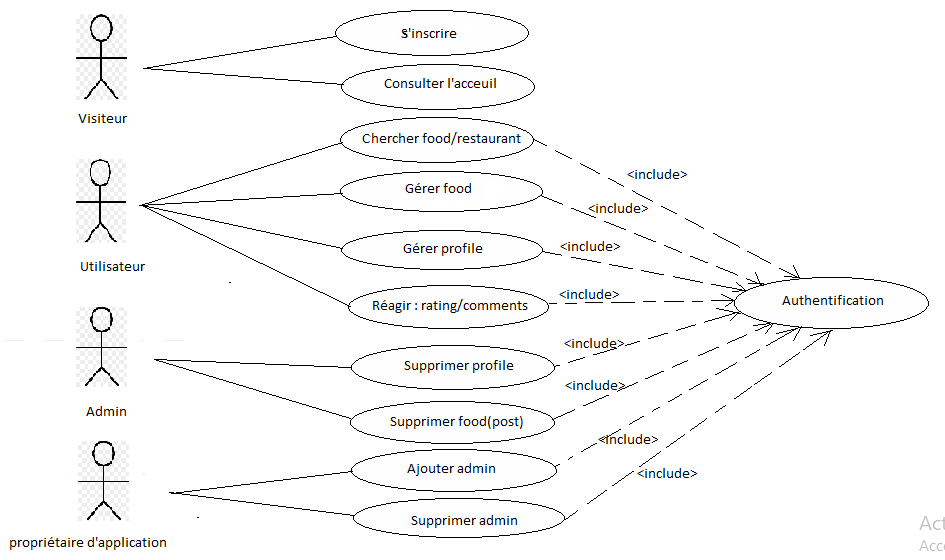 S'inscrire
Consulter l'acceuil
Visiteur
Chercher food/restaurant
<include>
Gérer food
<include>
Gérer profile
<include>
Utilisateur
Réagir : rating/comments
<include>
Authentification
Supprimer profile
<include>
Admin
Supprimer food(post)
<include>
Ajouter admin
<include>
Supprimer admin
<include>
propriétaire d'application
Act
Acce